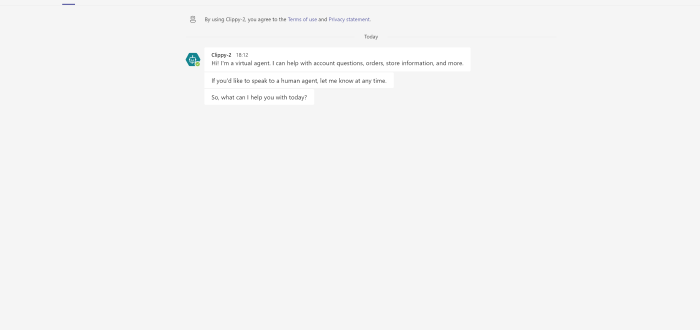 By using Clippy-2, you agree to the Terms of use and Privacy statement.
Today
Clippy-2 18:12
Hi! I'm a virtual agent. I can help with account questions, orders, store information, and more.
If you'd like to speak to a human agent, let me know at any time.
So, what can I help you with today?